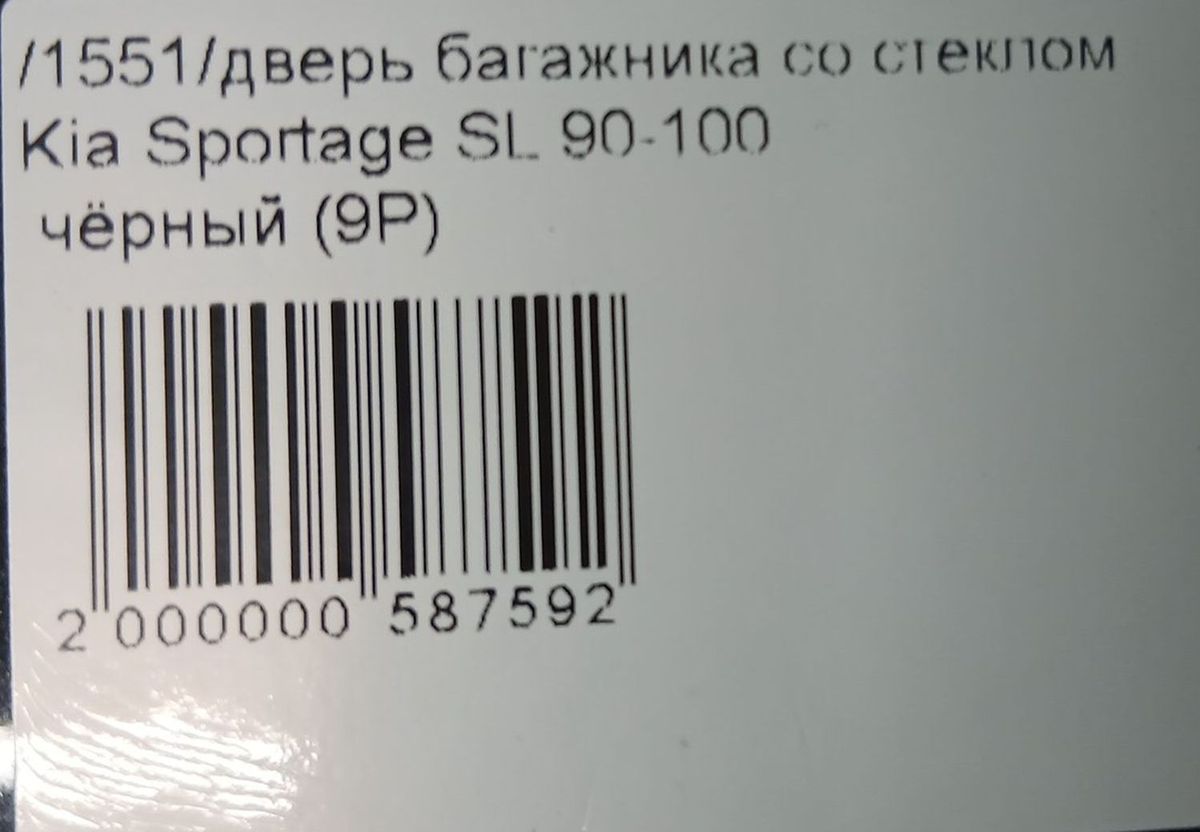 /1551/дверь багажника со стеклом
Kia Sportage SL 90-100
чёрный (9P)
2 000000 587592